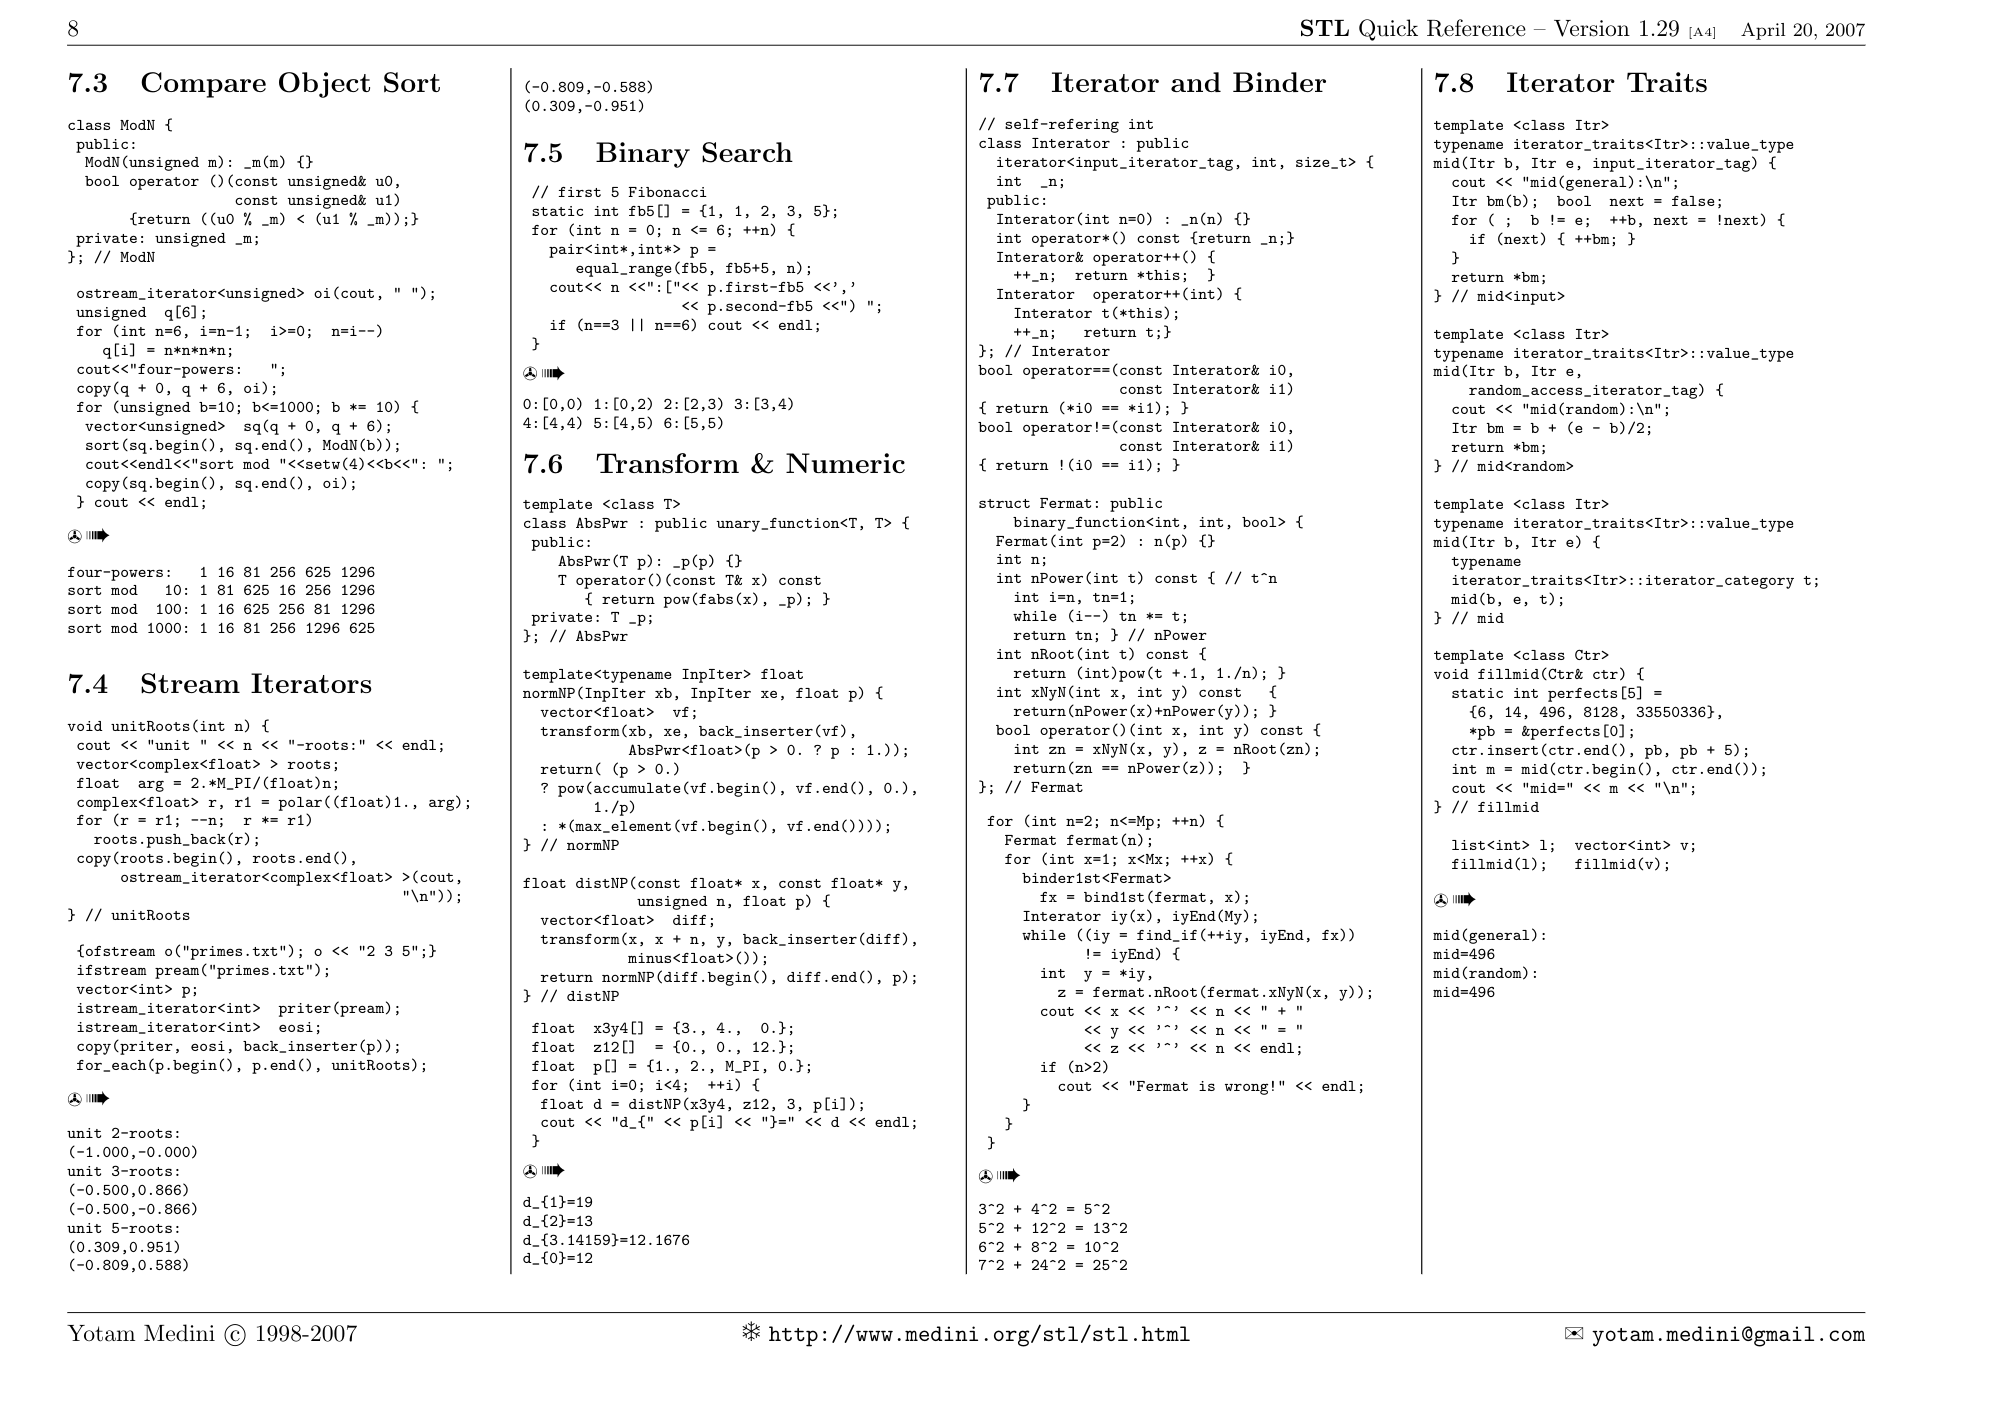 8
STL Quick Reference – Version 1.29 [A4] April 20, 2007
7.3 Compare Object Sort
class ModN {
 public:
  ModN(unsigned m): _m(m) {}
  bool operator ()(const unsigned& u0,
                   const unsigned& u1)
       {return ((u0 % _m) < (u1 % _m));}
 private: unsigned _m;
}; // ModN
 ostream_iterator<unsigned> oi(cout, " ");
 unsigned  q[6];
 for (int n=6, i=n-1;  i>=0;  n=i--)
    q[i] = n*n*n*n;
 cout<<"four-powers:   ";
 copy(q + 0, q + 6, oi);
 for (unsigned b=10; b<=1000; b *= 10) {
  vector<unsigned>  sq(q + 0, q + 6);
  sort(sq.begin(), sq.end(), ModN(b));
  cout<<endl<<"sort mod "<<setw(4)<<b<<": ";
  copy(sq.begin(), sq.end(), oi);
 } cout << endl;
four-powers:   1 16 81 256 625 1296
sort mod   10: 1 81 625 16 256 1296
sort mod  100: 1 16 625 256 81 1296
sort mod 1000: 1 16 81 256 1296 625
7.4 Stream Iterators
void unitRoots(int n) {
 cout << "unit " << n << "-roots:" << endl;
 vector<complex<float> > roots;
 float  arg = 2.*M_PI/(float)n;
 complex<float> r, r1 = polar((float)1., arg);
 for (r = r1; --n;  r *= r1)
   roots.push_back(r);
 copy(roots.begin(), roots.end(),
      ostream_iterator<complex<float> >(cout,
                                      "\n"));
} // unitRoots
 {ofstream o("primes.txt"); o << "2 3 5";}
 ifstream pream("primes.txt");
 vector<int> p;
 istream_iterator<int>  priter(pream);
 istream_iterator<int>  eosi;
 copy(priter, eosi, back_inserter(p));
 for_each(p.begin(), p.end(), unitRoots);
unit 2-roots:
(-1.000,-0.000)
unit 3-roots:
(-0.500,0.866)
(-0.500,-0.866)
unit 5-roots:
(0.309,0.951)
(-0.809,0.588)
(-0.809,-0.588)
(0.309,-0.951)
7.5 Binary Search
 // first 5 Fibonacci
 static int fb5[] = {1, 1, 2, 3, 5};
 for (int n = 0; n <= 6; ++n) {
   pair<int*,int*> p =
      equal_range(fb5, fb5+5, n);
   cout<< n <<":["<< p.first-fb5 <<','
                  << p.second-fb5 <<") ";
   if (n==3 || n==6) cout << endl;
 }
0:[0,0) 1:[0,2) 2:[2,3) 3:[3,4)
4:[4,4) 5:[4,5) 6:[5,5)
7.6 Transform & Numeric
template <class T>
class AbsPwr : public unary_function<T, T> {
 public:
    AbsPwr(T p): _p(p) {}
    T operator()(const T& x) const
       { return pow(fabs(x), _p); }
 private: T _p;
}; // AbsPwr
template<typename InpIter> float
normNP(InpIter xb, InpIter xe, float p) {
  vector<float>  vf;
  transform(xb, xe, back_inserter(vf),
            AbsPwr<float>(p > 0. ? p : 1.));
  return( (p > 0.)
  ? pow(accumulate(vf.begin(), vf.end(), 0.),
        1./p)
  : *(max_element(vf.begin(), vf.end())));
} // normNP
float distNP(const float* x, const float* y,
             unsigned n, float p) {
  vector<float>  diff;
  transform(x, x + n, y, back_inserter(diff),
            minus<float>());
  return normNP(diff.begin(), diff.end(), p);
} // distNP
 float  x3y4[] = {3., 4.,  0.};
 float  z12[]  = {0., 0., 12.};
 float  p[] = {1., 2., M_PI, 0.};
 for (int i=0; i<4;  ++i) {
  float d = distNP(x3y4, z12, 3, p[i]);
  cout << "d_{" << p[i] << "}=" << d << endl;
 }
d_{1}=19
d_{2}=13
d_{3.14159}=12.1676
d_{0}=12
7.7 Iterator and Binder
// self-refering int
class Interator : public
  iterator<input_iterator_tag, int, size_t> {
  int  _n;
 public:
  Interator(int n=0) : _n(n) {}
  int operator*() const {return _n;}
  Interator& operator++() {
    ++_n;  return *this;  }
  Interator  operator++(int) {
    Interator t(*this);
    ++_n;   return t;}
}; // Interator
bool operator==(const Interator& i0,
                const Interator& i1)
{ return (*i0 == *i1); }
bool operator!=(const Interator& i0,
                const Interator& i1)
{ return !(i0 == i1); }
struct Fermat: public
    binary_function<int, int, bool> {
  Fermat(int p=2) : n(p) {}
  int n;
  int nPower(int t) const { // t^n
    int i=n, tn=1;
    while (i--) tn *= t;
    return tn; } // nPower
  int nRoot(int t) const {
    return (int)pow(t +.1, 1./n); }
  int xNyN(int x, int y) const   {
    return(nPower(x)+nPower(y)); }
  bool operator()(int x, int y) const {
    int zn = xNyN(x, y), z = nRoot(zn);
    return(zn == nPower(z));  }
}; // Fermat
 for (int n=2; n<=Mp; ++n) {
   Fermat fermat(n);
   for (int x=1; x<Mx; ++x) {
     binder1st<Fermat>
       fx = bind1st(fermat, x);
     Interator iy(x), iyEnd(My);
     while ((iy = find_if(++iy, iyEnd, fx))
            != iyEnd) {
       int  y = *iy,
         z = fermat.nRoot(fermat.xNyN(x, y));
       cout << x << '^' << n << " + "
            << y << '^' << n << " = "
            << z << '^' << n << endl;
       if (n>2)
         cout << "Fermat is wrong!" << endl;
     }
   }
 }
3^2 + 4^2 = 5^2
5^2 + 12^2 = 13^2
6^2 + 8^2 = 10^2
7^2 + 24^2 = 25^2
7.8 Iterator Traits
template <class Itr>
typename iterator_traits<Itr>::value_type
mid(Itr b, Itr e, input_iterator_tag) {
  cout << "mid(general):\n";
  Itr bm(b);  bool  next = false;
  for ( ;  b != e;  ++b, next = !next) {
    if (next) { ++bm; }
  }
  return *bm;
} // mid<input>
template <class Itr>
typename iterator_traits<Itr>::value_type
mid(Itr b, Itr e,
    random_access_iterator_tag) {
  cout << "mid(random):\n";
  Itr bm = b + (e - b)/2;
  return *bm;
} // mid<random>
template <class Itr>
typename iterator_traits<Itr>::value_type
mid(Itr b, Itr e) {
  typename
  iterator_traits<Itr>::iterator_category t;
  mid(b, e, t);
} // mid
template <class Ctr>
void fillmid(Ctr& ctr) {
  static int perfects[5] =
    {6, 14, 496, 8128, 33550336},
    *pb = &perfects[0];
  ctr.insert(ctr.end(), pb, pb + 5);
  int m = mid(ctr.begin(), ctr.end());
  cout << "mid=" << m << "\n";
} // fillmid
  list<int> l;  vector<int> v;
  fillmid(l);   fillmid(v);
mid(general):
mid=496
mid(random):
mid=496
Yotam Medini © 1998-2007
http://www.medini.org/stl/stl.html
yotam.medini@gmail.com